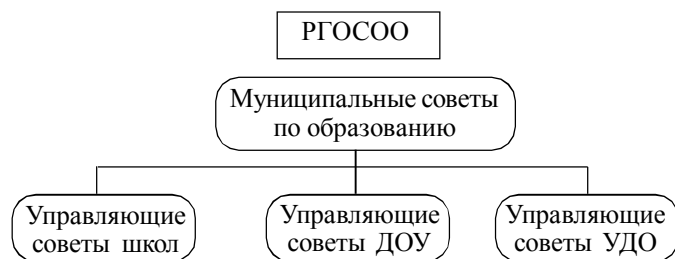 РГОСОО
Муниципальные советы
по образованию
Управляющие
советы школ
Управляющие
советы ДОУ
Управляющие
советы УДО